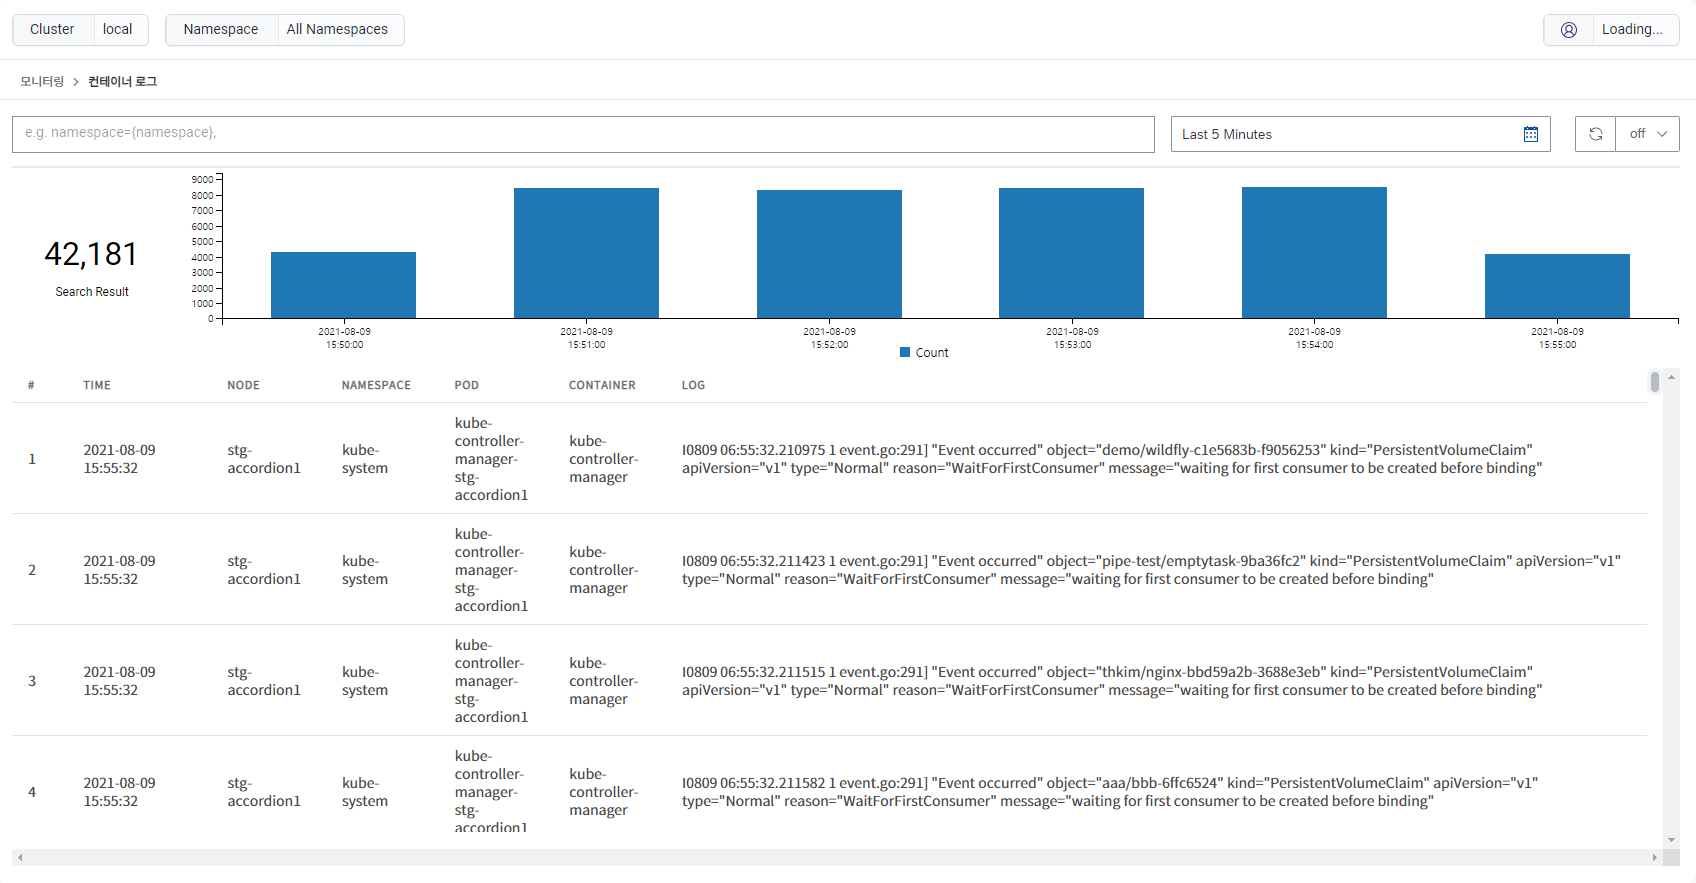 Cluster local Namespace All Namespaces Loading...
모니터링 > 컨테이너 로그
e.g. namespace={namespace}, Last 5 Minutes off
9000
8000
7000
6000
5000
4000
3000
2000
1000
0
42,181
Search Result
2021-08-09 2021-08-09 2021-08-09 2021-08-09 2021-08-09 2021-08-09
15:50:00 15:51:00 15:52:00 15:53:00 15:54:00 15:55:00
Count
# TIME NODE NAMESPACE POD CONTAINER LOG
1
2021-08-09
15:55:32
stg-
accordion1
kube-
system
kube-
controller-
manager-
stg-
accordion1
kube-
controller-
manager
I0809 06:55:32.210975 1 event.go:291] "Event occurred" object="demo/wildfly-c1e5683b-f9056253" kind="PersistentVolumeClaim"
apiVersion="v1" type="Normal" reason="WaitForFirstConsumer" message="waiting for first consumer to be created before binding"
2
2021-08-09
15:55:32
stg-
accordion1
kube-
system
kube-
controller-
manager-
stg-
accordion1
kube-
controller-
manager
I0809 06:55:32.211423 1 event.go:291] "Event occurred" object="pipe-test/emptytask-9ba36fc2" kind="PersistentVolumeClaim" apiVersion="v1"
type="Normal" reason="WaitForFirstConsumer" message="waiting for first consumer to be created before binding"
3
2021-08-09
15:55:32
stg-
accordion1
kube-
system
kube-
controller-
manager-
stg-
accordion1
kube-
controller-
manager
I0809 06:55:32.211515 1 event.go:291] "Event occurred" object="thkim/nginx-bbd59a2b-3688e3eb" kind="PersistentVolumeClaim"
apiVersion="v1" type="Normal" reason="WaitForFirstConsumer" message="waiting for first consumer to be created before binding"
4
2021-08-09
15:55:32
stg-
accordion1
kube-
system
kube-
controller-
manager-
stg-
accordion1
kube-
controller-
manager
I0809 06:55:32.211582 1 event.go:291] "Event occurred" object="aaa/bbb-6ffc6524" kind="PersistentVolumeClaim" apiVersion="v1"
type="Normal" reason="WaitForFirstConsumer" message="waiting for first consumer to be created before binding"